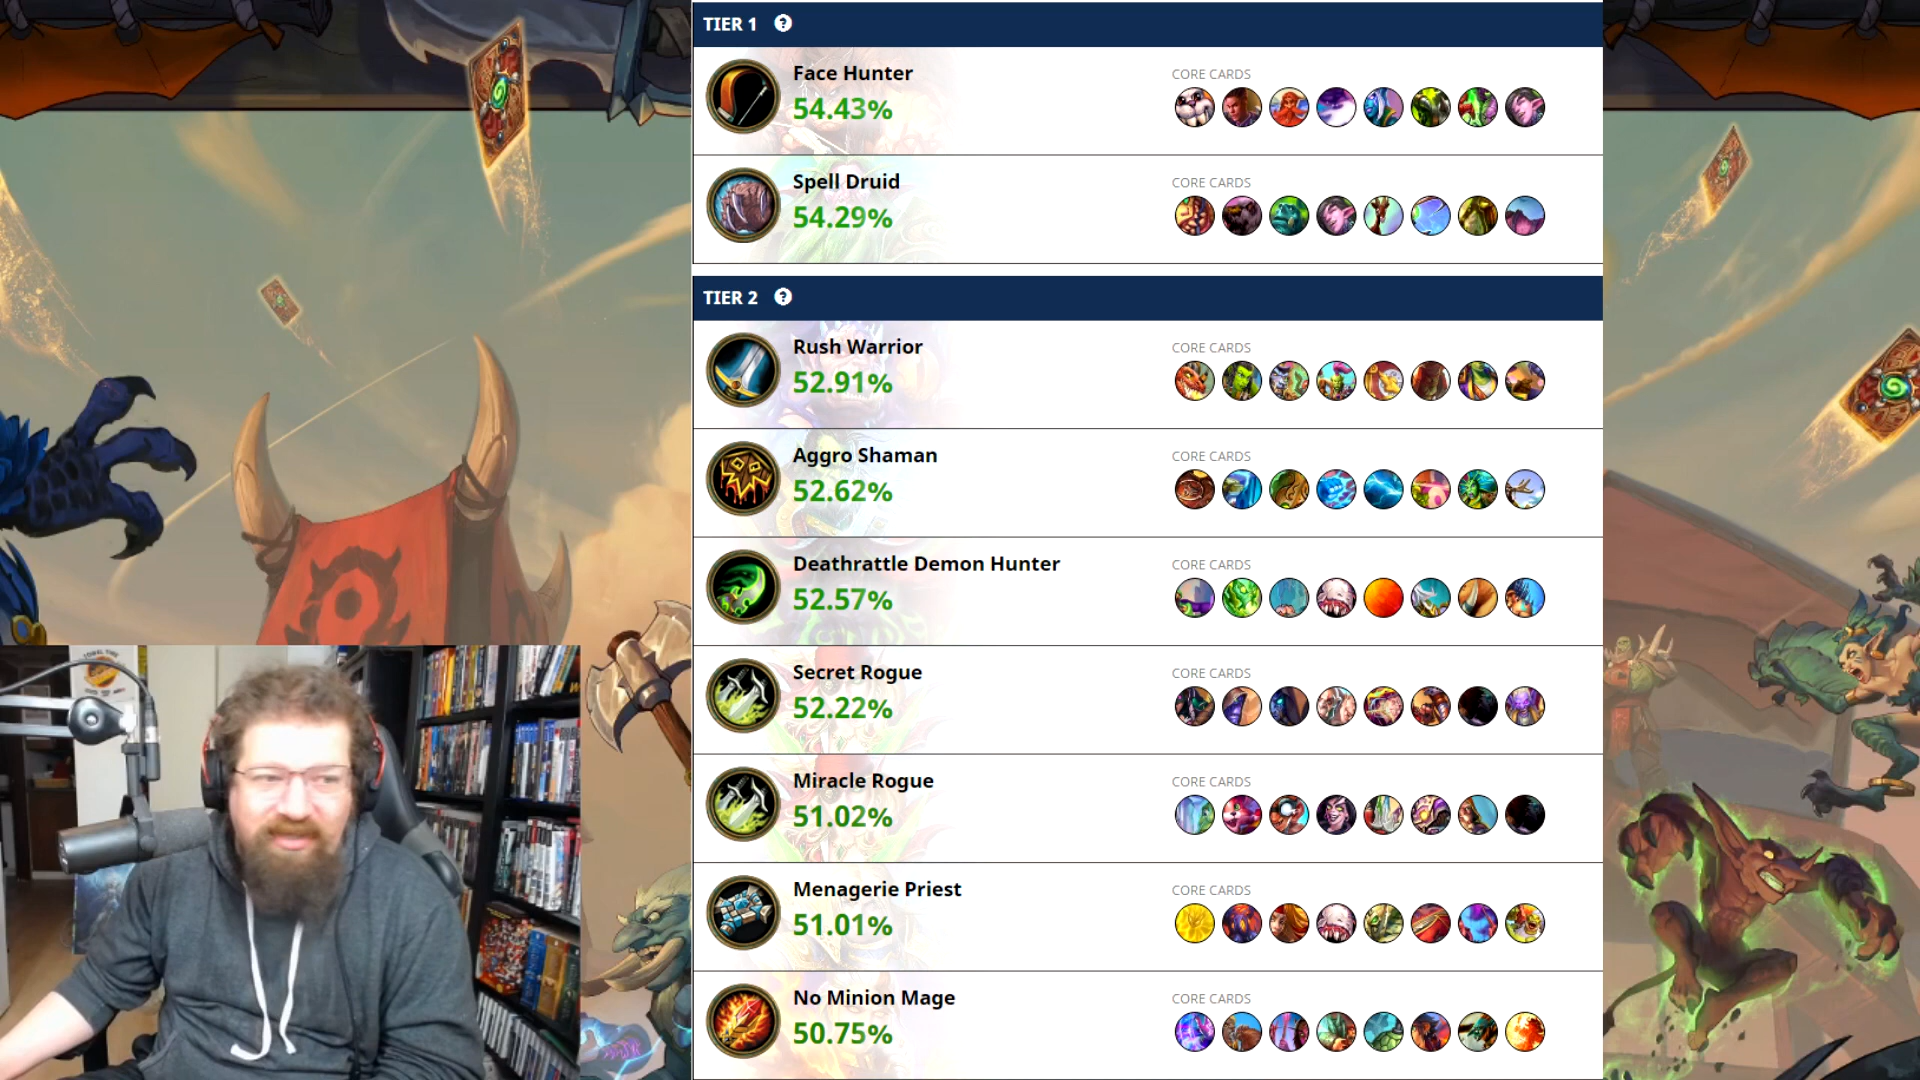 TIER 1 ?
Face Hunter
54.43%
CORE CARDS
Spell Druid
54.29%
CORE CARDS
TIER 2 ?
Rush Warrior
52.91%
CORE CARDS
Aggro Shaman
52.62%
CORE CARDS
Deathrattle Demon Hunter
52.57%
CORE CARDS
Secret Rogue
52.22%
CORE CARDS
Miracle Rogue
51.02%
CORE CARDS
Menagerie Priest
51.01%
CORE CARDS
No Minion Mage
50.75%
CORE CARDS